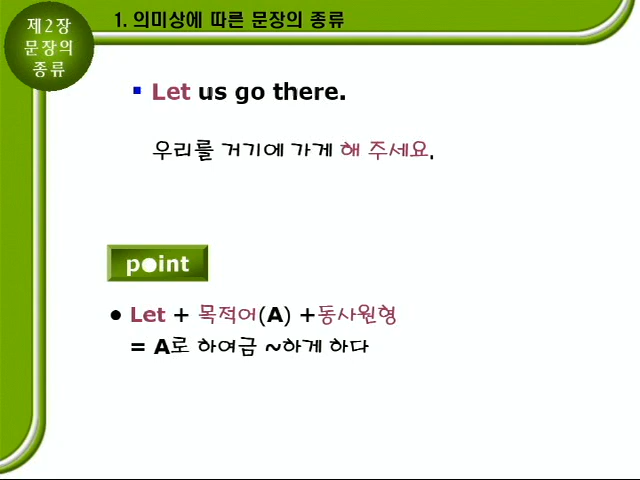 제2장
문장의
종류
1. 의미상에 따른 문장의 종류
Let us go there.
우리를 거기에 가게 해 주세요.
point
● Let + 목적어(A) +동사원형
= A로 하여금 ~하게 하다